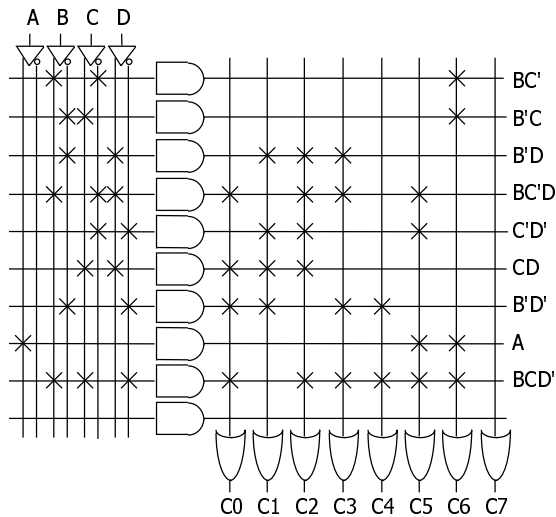 A B C D
BC'
B'C
B'D
BC'D
C'D'
CD
B'D'
A
BCD'
C0 C1 C2 C3 C4 C5 C6 C7